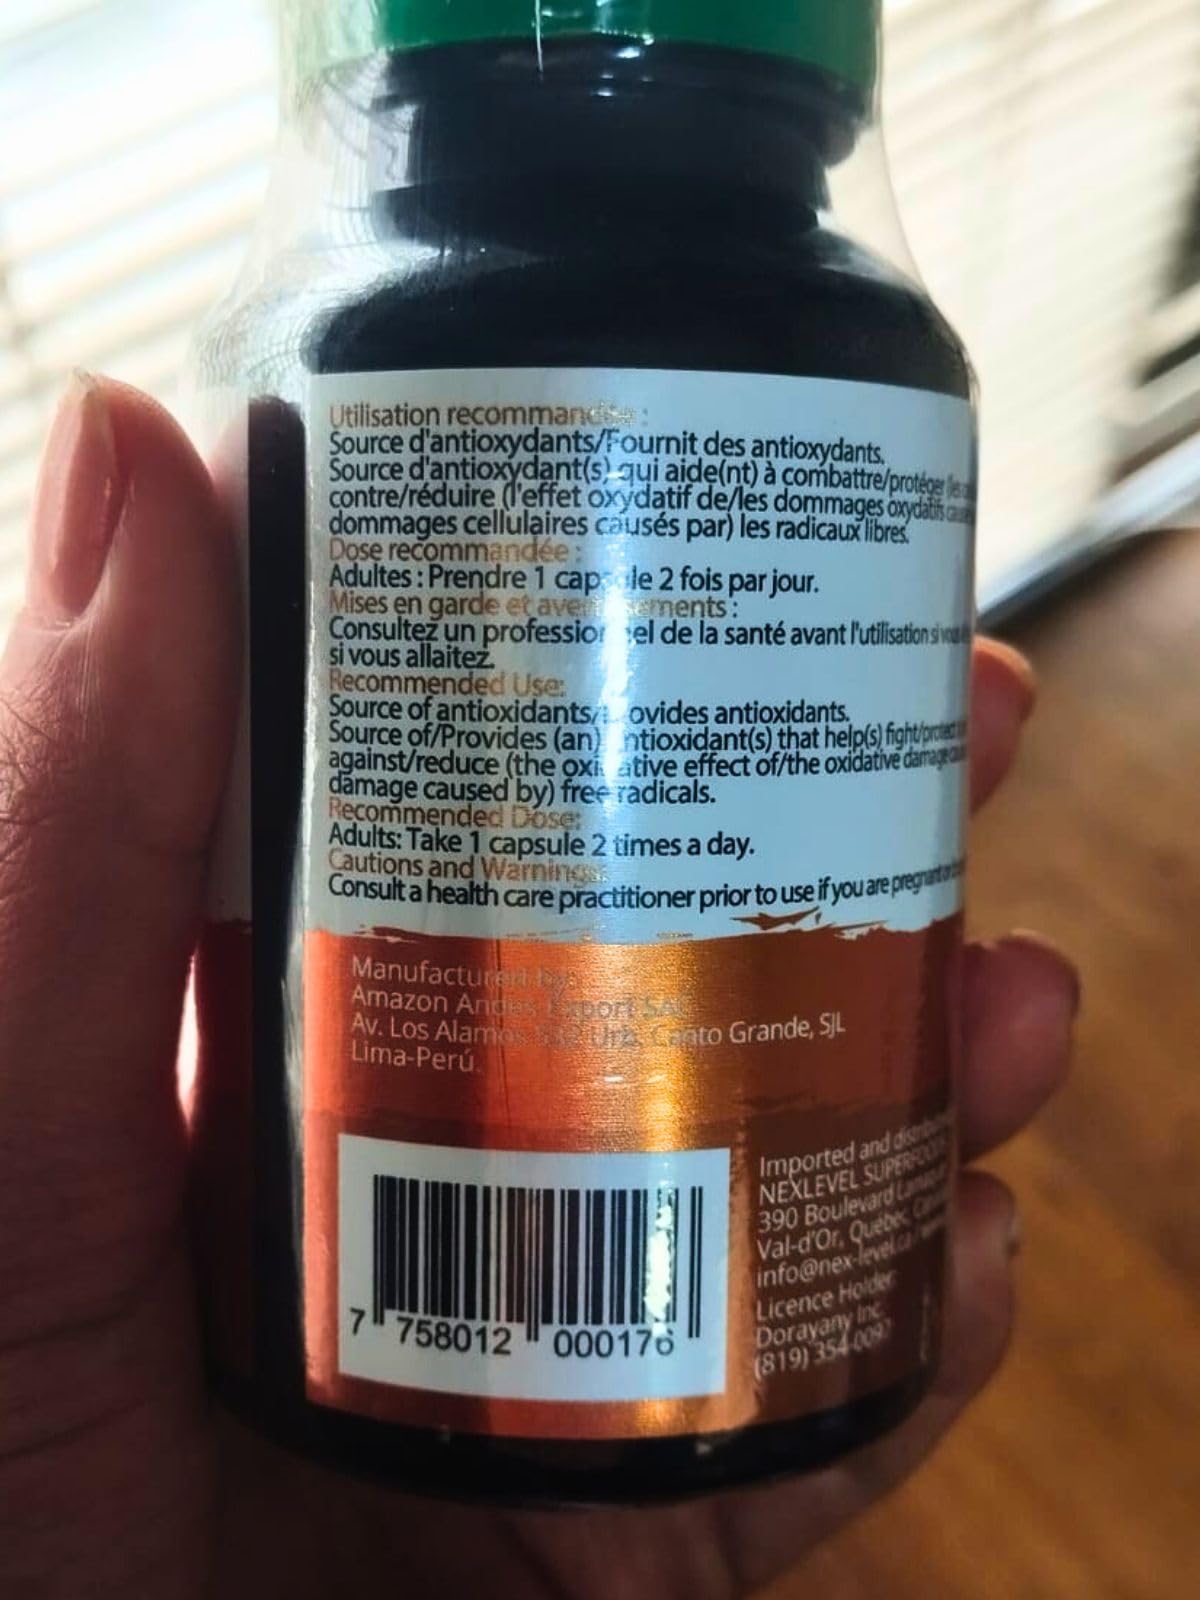 Utilisation recommandée :
Source d'antioxydants/Fournit des antioxydants.
Source d'antioxydant(s) qui aide(nt) à combattre/protéger
contre/réduire (l'effet oxydatif de/les dommages oxydatifs
dommages cellulaires causés par) les radicaux libres.
Dose recommandée :
Adultes : Prendre 1 capsule 2 fois par jour.
Mises en garde et avertissements :
Consultez un professionnel de la santé avant l'utilisation si vous
si vous allaitez.
Recommended Use:
Source of antioxidants/Provides antioxidants.
Source of/Provides (an) antioxidant(s) that help(s) fight/protect
against/reduce (the oxidative effect of/the oxidative damage
damage caused by) free radicals.
Recommended Dose:
Adults: Take 1 capsule 2 times a day.
Cautions and Warnings:
Consult a health care practitioner prior to use if you are pregnant or
Manufactured by:
Amazon Andes Export SAC
Av. Los Alamos Urb. Canto Grande, SJL
Lima-Perú.
7 758012 000176
Imported and
NEXLEVEL SUPERFOODS
390 Boulevard
Val-d'Or, Québec,
info@nex-level.ca
Licence Holder:
Dorayany Inc.
(819) 354-0097